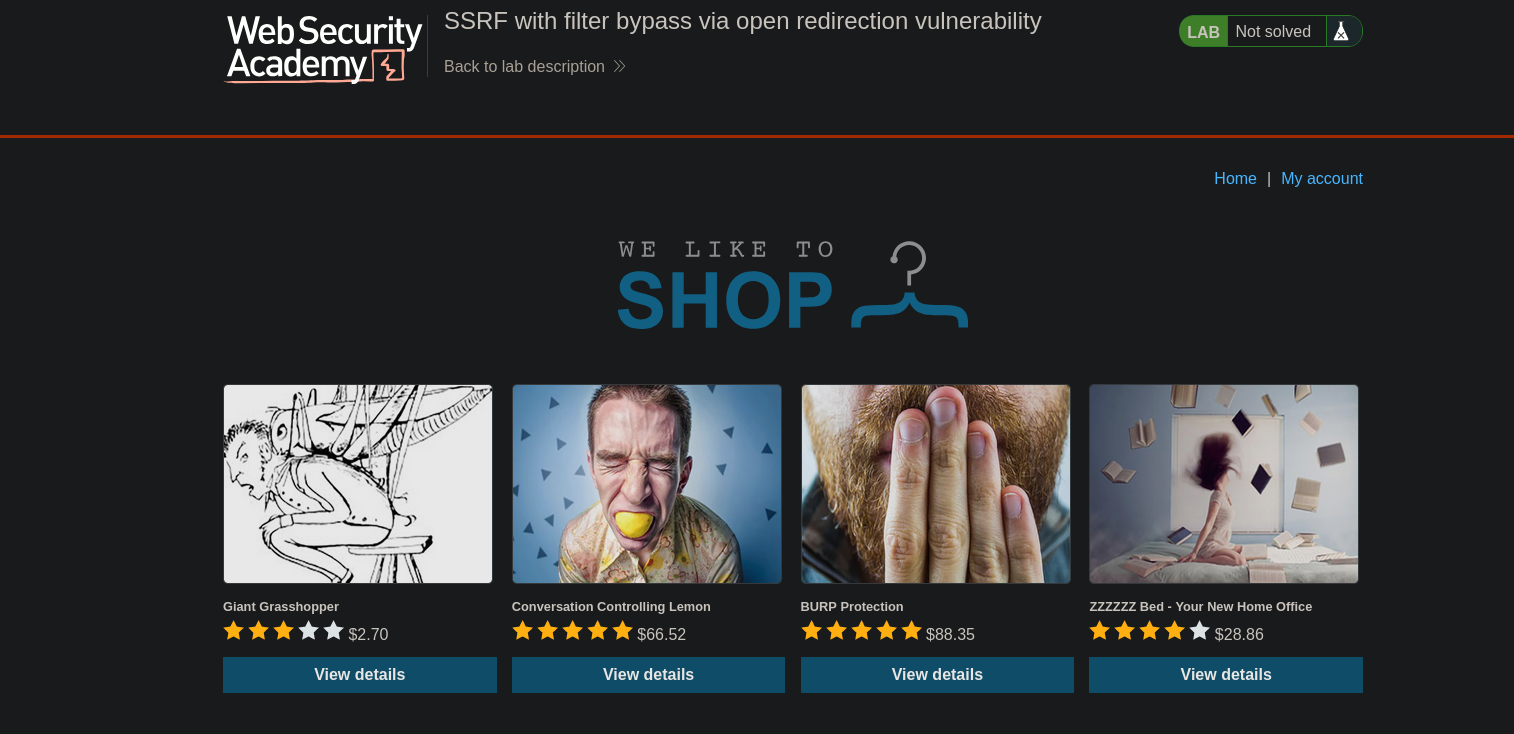 Web Security
Academy
SSRF with filter bypass via open redirection vulnerability
Back to lab description
LAB Not solved
Home | My account
WE LIKE TO
SHOP
Giant Grasshopper
$2.70
View details
Conversation Controlling Lemon
$66.52
View details
BURP Protection
$88.35
View details
ZZZZZZ Bed - Your New Home Office
$28.86
View details